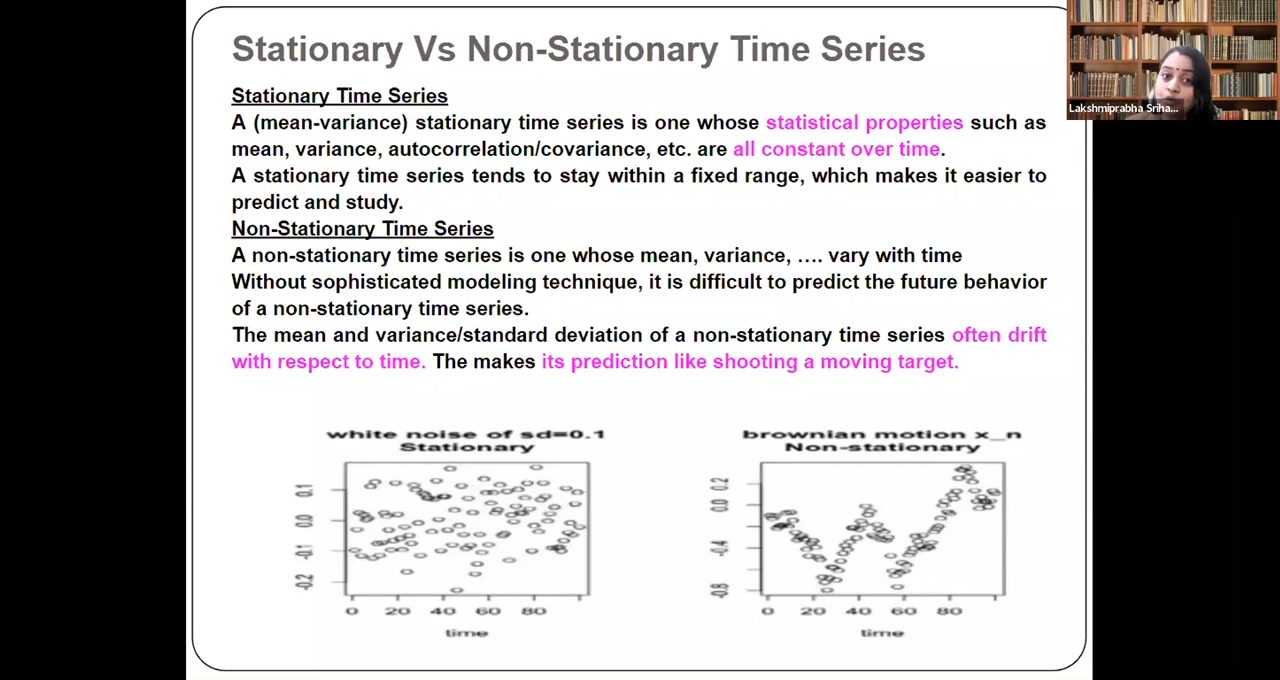 Stationary Vs Non-Stationary Time Series
Lakshmiprabha Sriha...
Stationary Time Series
A (mean-variance) stationary time series is one whose statistical properties such as
mean, variance, autocorrelation/covariance, etc. are all constant over time.
A stationary time series tends to stay within a fixed range, which makes it easier to
predict and study.
Non-Stationary Time Series
A non-stationary time series is one whose mean, variance, …. vary with time
Without sophisticated modeling technique, it is difficult to predict the future behavior
of a non-stationary time series.
The mean and variance/standard deviation of a non-stationary time series often drift
with respect to time. The makes its prediction like shooting a moving target.
white noise of sd=0.1
Stationary
0.1
0.0
-0.1
-0.2
0 20 40 60 80
time
brownian motion x_n
Non-stationary
0.2
0.0
-0.4
-0.8
0 20 40 60 80
time